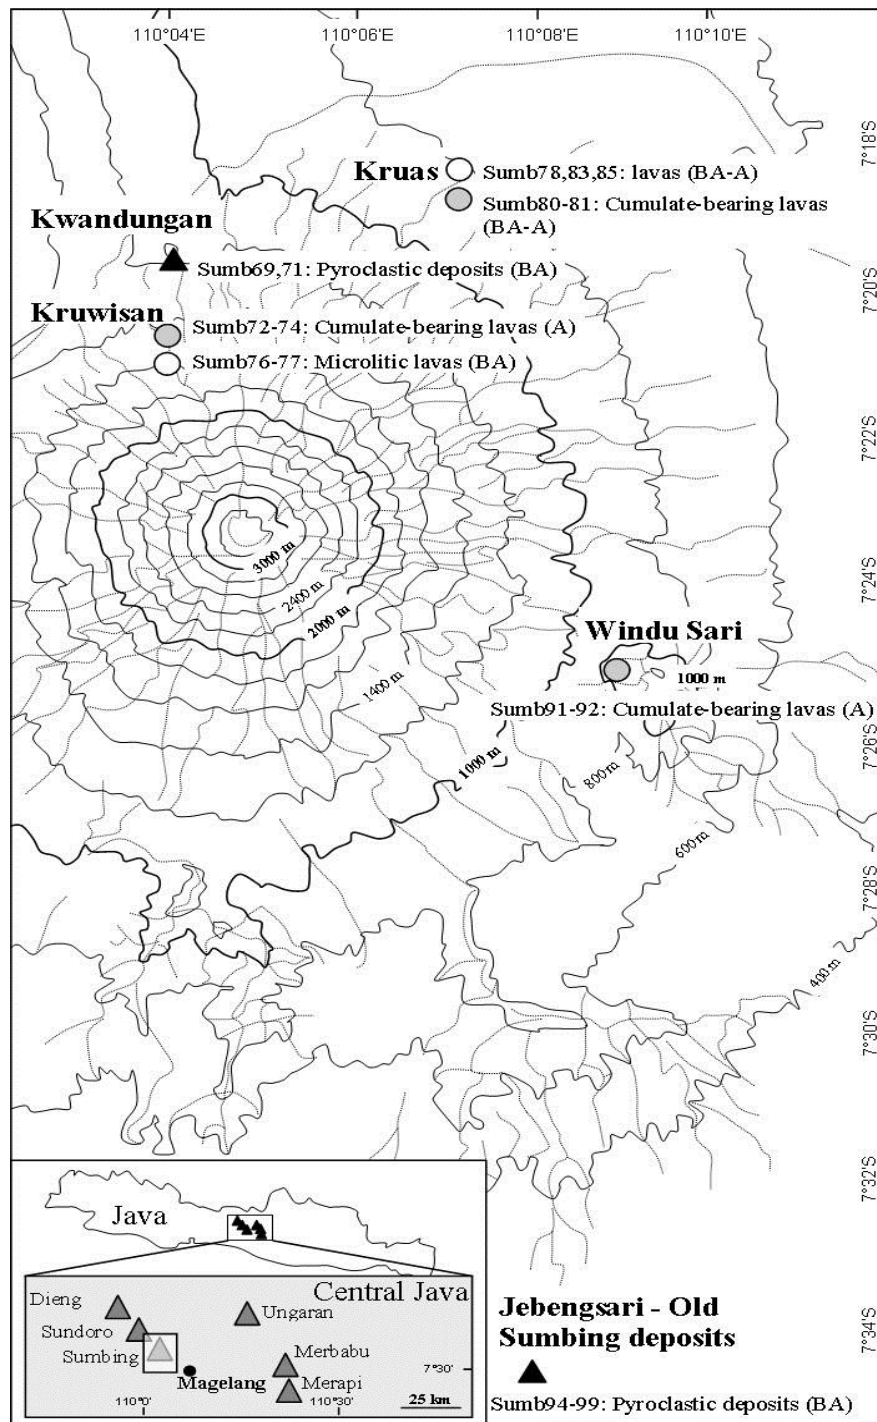 110°04'E 110°06'E 110°08'E 110°10'E
7°18'S
Kruas
Sumb78,83,85: lavas (BA-A)
Sumb80-81: Cumulate-bearing lavas
(BA-A)
Kwandungan
Sumb69,71: Pyroclastic deposits (BA)
7°20'S
Kruwisan
Sumb72-74: Cumulate-bearing lavas (A)
Sumb76-77: Microlitic lavas (BA)
7°22'S
3000 m
2400 m
2000 m
7°24'S
Windu Sari
1400 m
1000 m
Sumb91-92: Cumulate-bearing lavas (A)
7°26'S
1000 m
800 m
600 m
7°28'S
400 m
7°30'S
7°32'S
Java
Central Java
Dieng
Ungaran
Sundoro
Sumbing
Merbabu
Magelang
7°30'
Merapi
110°0'
110°30'
25 km
Jebengsari - Old
Sumbing deposits
7°34'S
Sumb94-99: Pyroclastic deposits (BA)